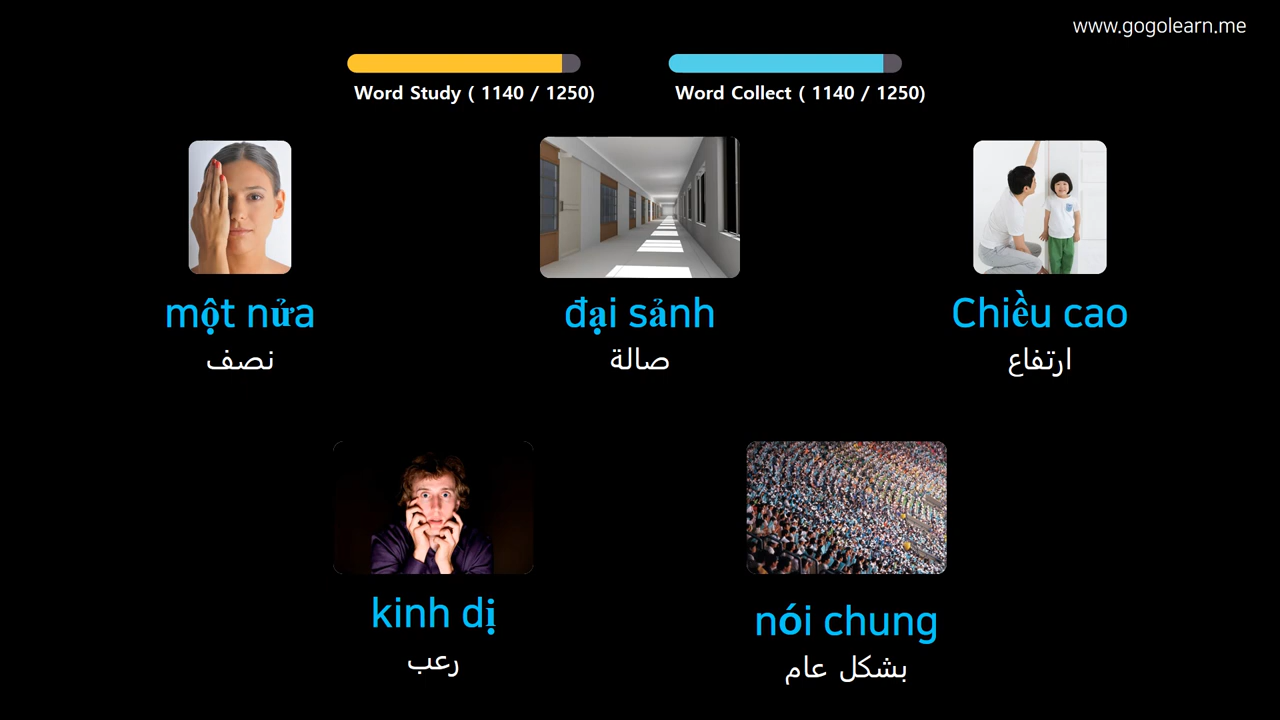 www.gogolearn.me
Word Study ( 1140 / 1250)
Word Collect ( 1140 / 1250)
một nửa
نصف
đại sảnh
صالة
Chiều cao
ارتفاع
kinh dị
رعب
nói chung
بشكل عام